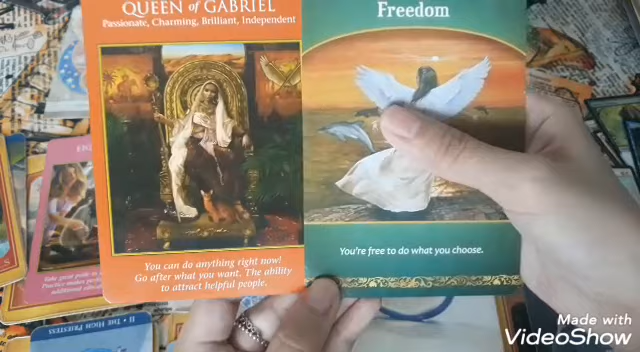 QUEEN of GABRIEL
Passionate, Charming, Brilliant, Independent
You can do anything right now!
Go after what you want. The ability
to attract helpful people.
Freedom
You're free to do what you choose.
II • THE HIGH PRIESTESS
Made with
VideoShow